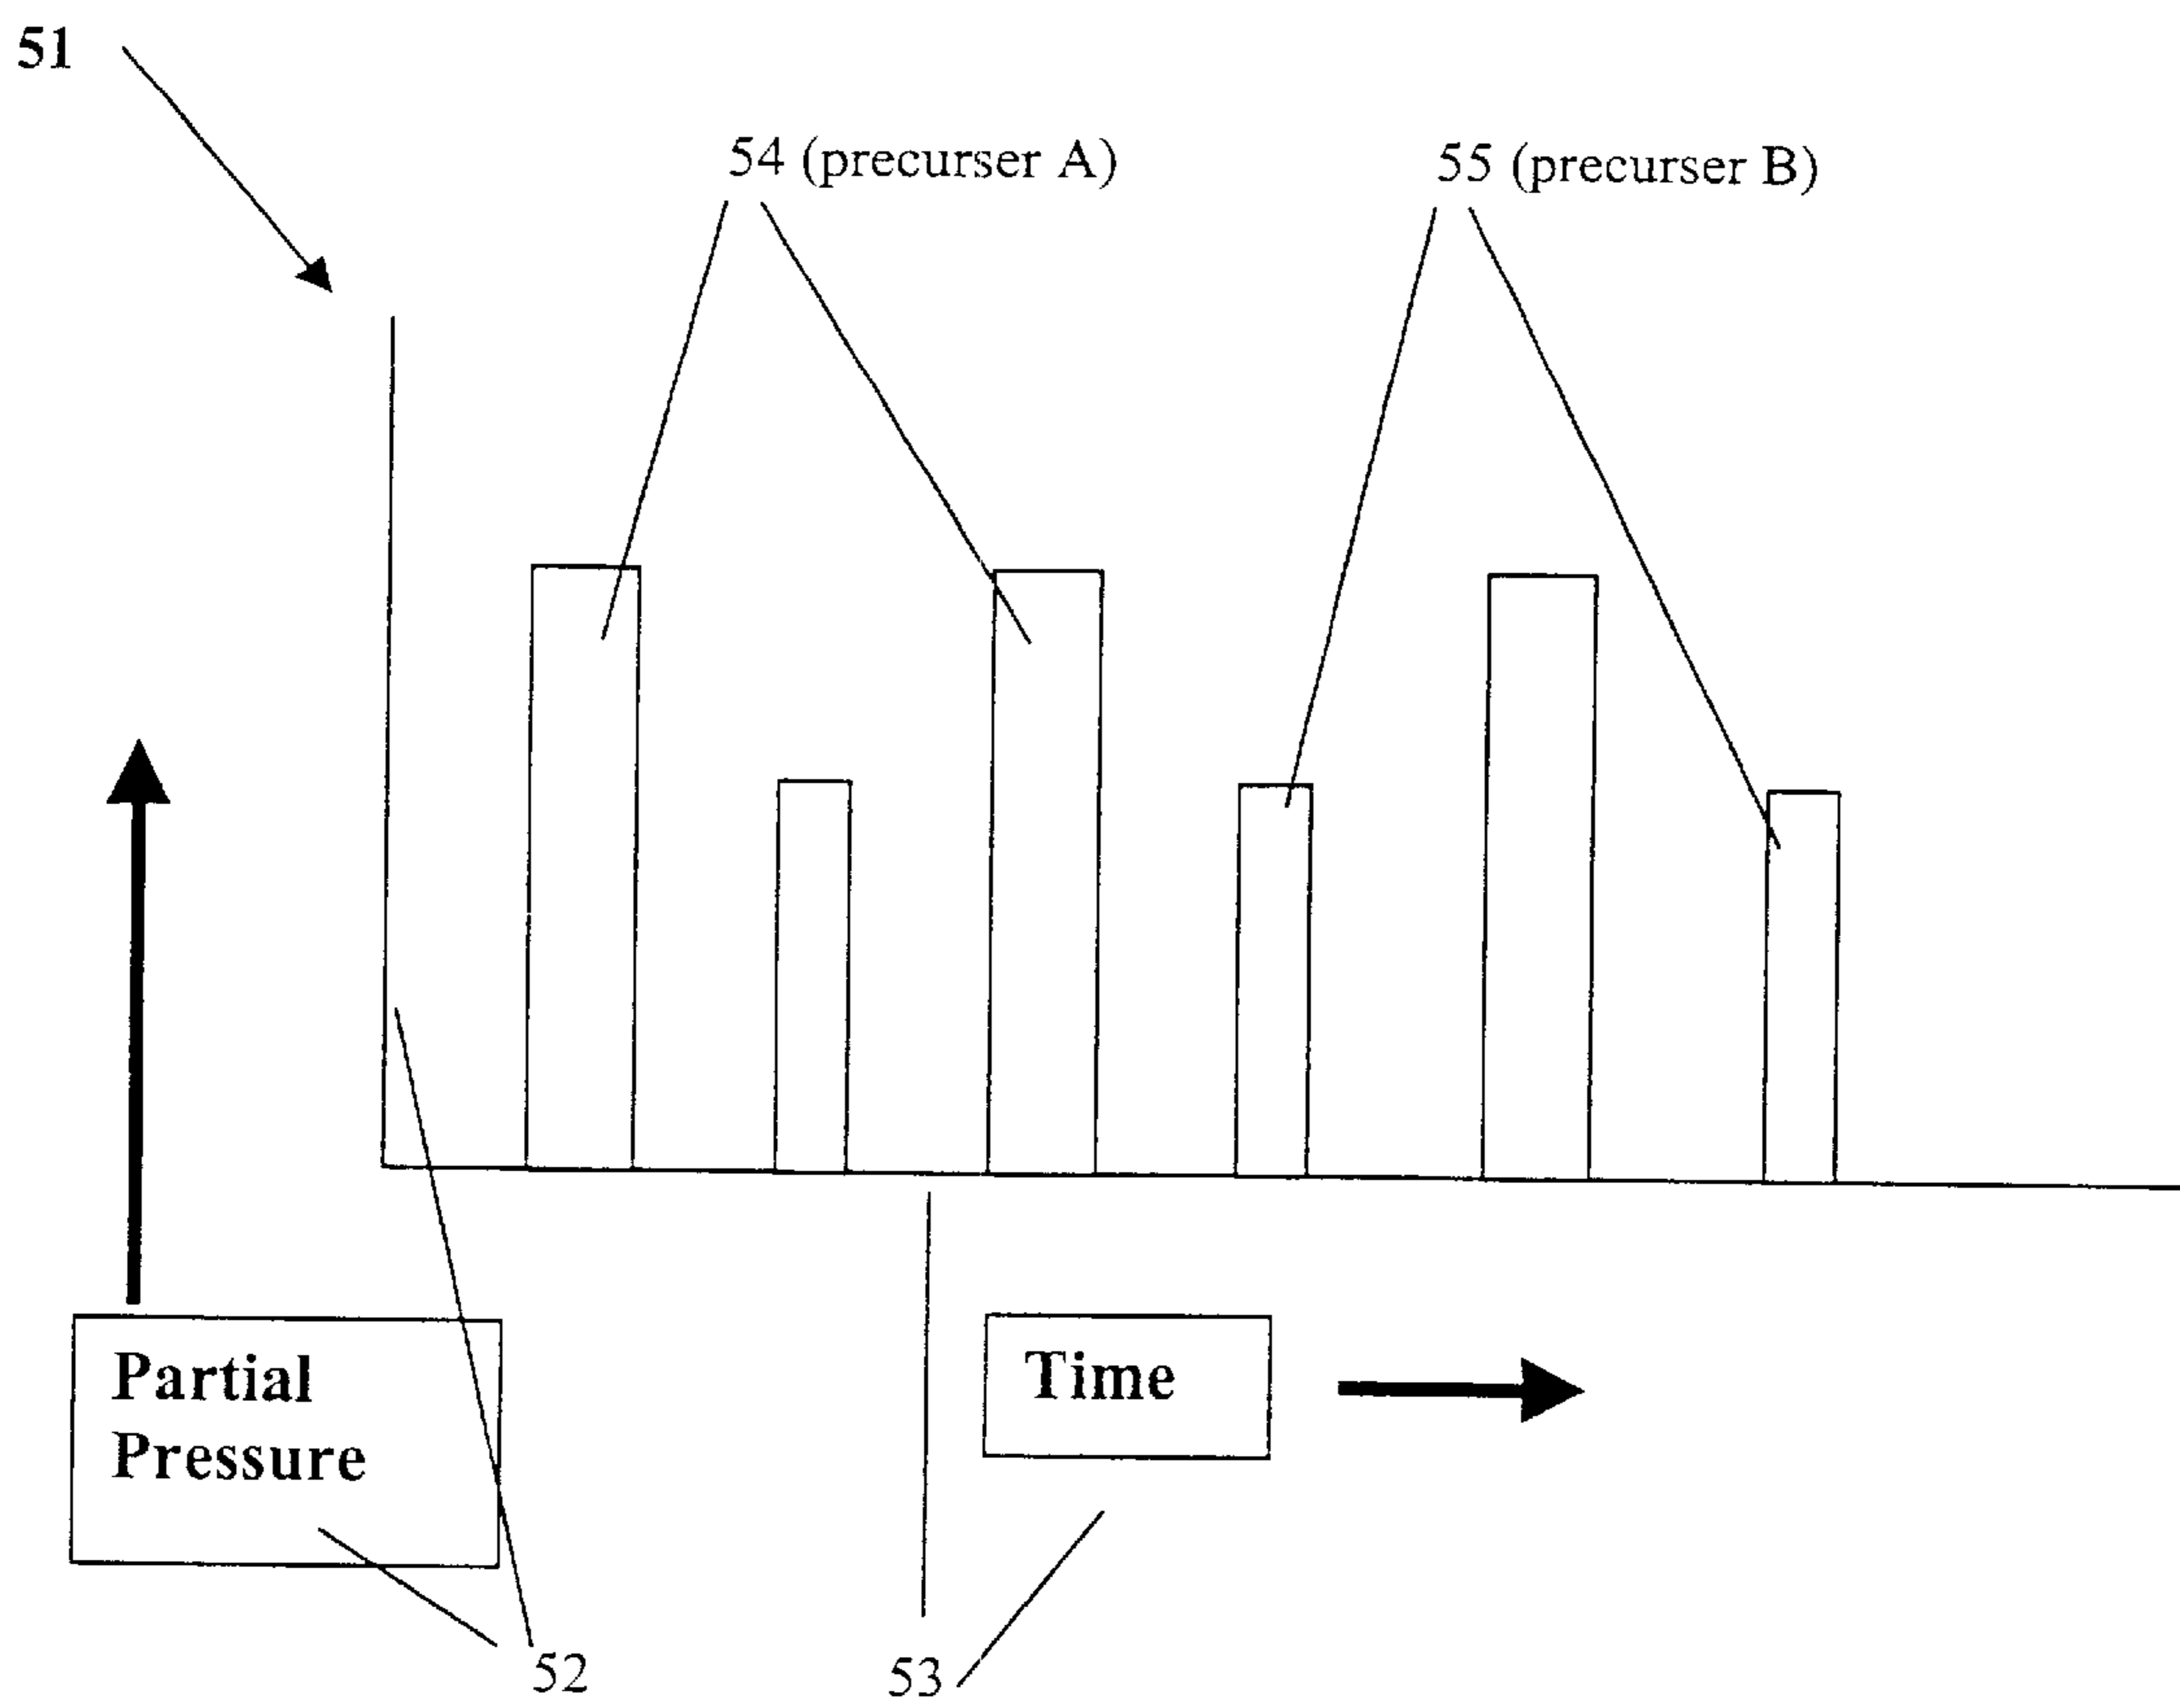 51
54 (precurser A)
55 (precurser B)
Partial
Pressure
Time
52
53